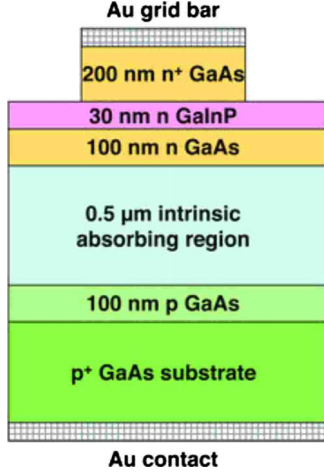 Au grid bar
200 nm n⁺ GaAs
30 nm n GaInP
100 nm n GaAs
0.5 µm intrinsic
absorbing region
100 nm p GaAs
p⁺ GaAs substrate
Au contact